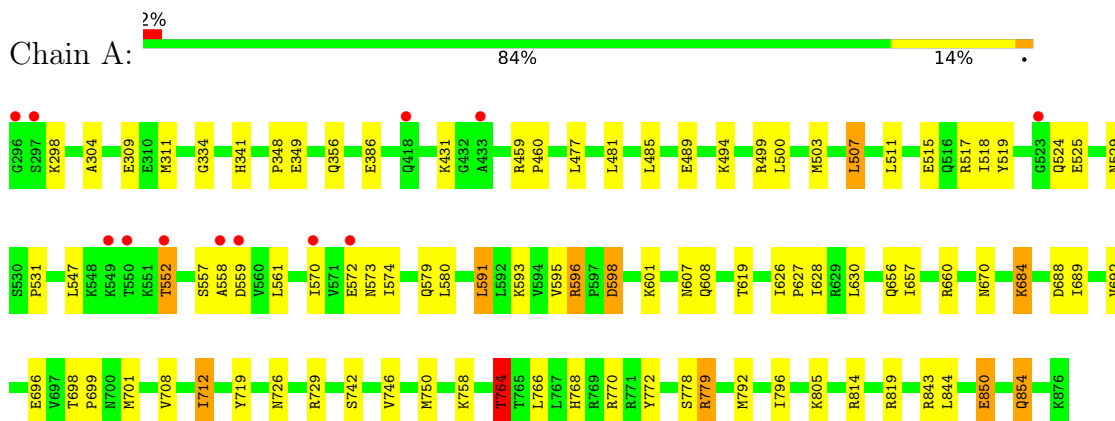 2%
Chain A:
84% 14% •
G296 S297 K298 A304 E309 E310 M311 G334 H341 P348 E349 Q356 E386 Q418 K431 G432 A433 R459 P460 L477 L481 L485 E489 K494 R499 L500 M503 L507 L511 E515 Q516 R517 I518 Y519 G523 Q524 E525 N529
S530 P531 L547 K548 K549 T550 K551 T552 S557 A558 D559 V560 L561 I570 V571 E572 N573 I574 Q579 L580 L591 L592 K593 V594 V595 R596 P597 D598 K601 N607 Q608 T619 I626 P627 I628 R629 L630 Q656 I657 R660 N670 K684 D688 I689 V692
E696 V697 T698 P699 N700 M701 V708 I712 Y719 N726 R729 S742 V746 M750 K758 T764 T765 L766 L767 H768 R769 R770 R771 Y772 S778 R779 M792 I796 K805 R814 R819 R843 L844 E850 Q854 K876